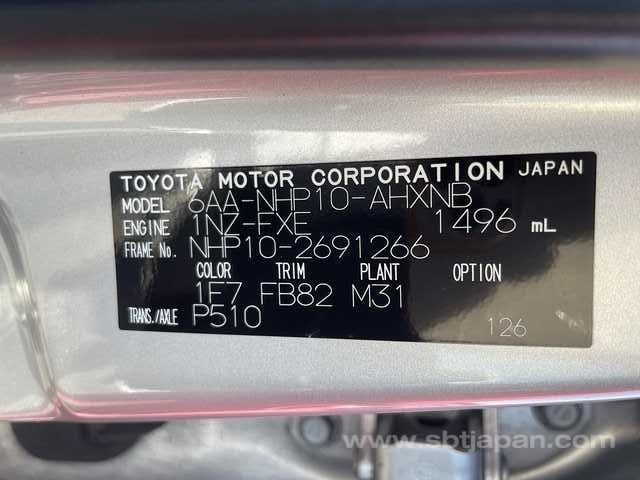 TOYOTA MOTOR CORPORATION JAPAN
MODEL 6AA-NHP10-AHXNB
ENGINE 1NZ-FXE 1496 mL
FRAME No. NHP10-2691266
COLOR TRIM PLANT OPTION
1F7 FB82 M31
TRANS./AXLE P510
126
www.sbtjapan.com